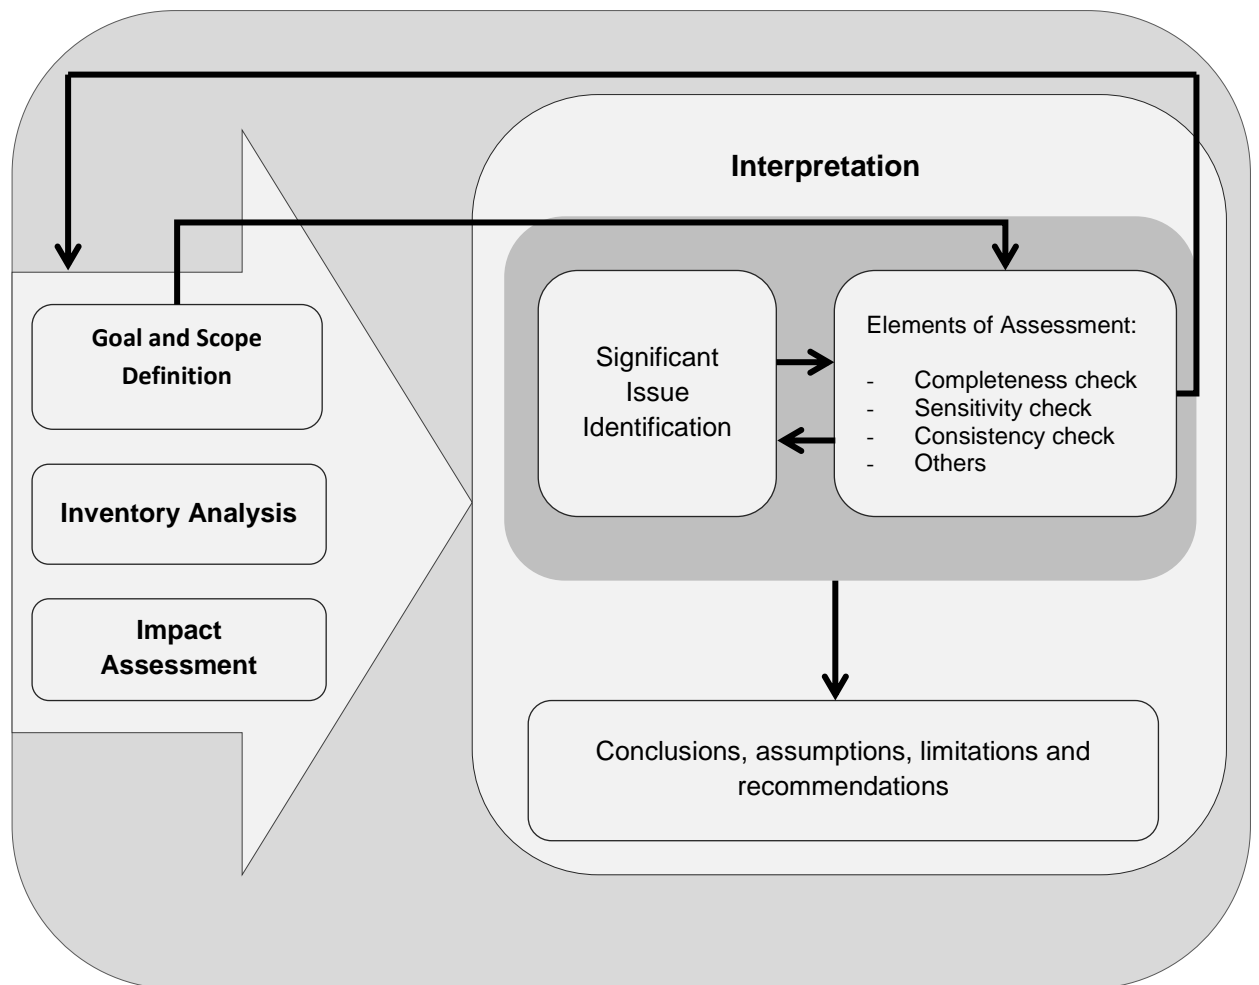 Interpretation
Goal and Scope
Definition
Inventory Analysis
Impact
Assessment
Significant
Issue
Identification
Elements of Assessment:
- Completeness check
- Sensitivity check
- Consistency check
- Others
Conclusions, assumptions, limitations and
recommendations